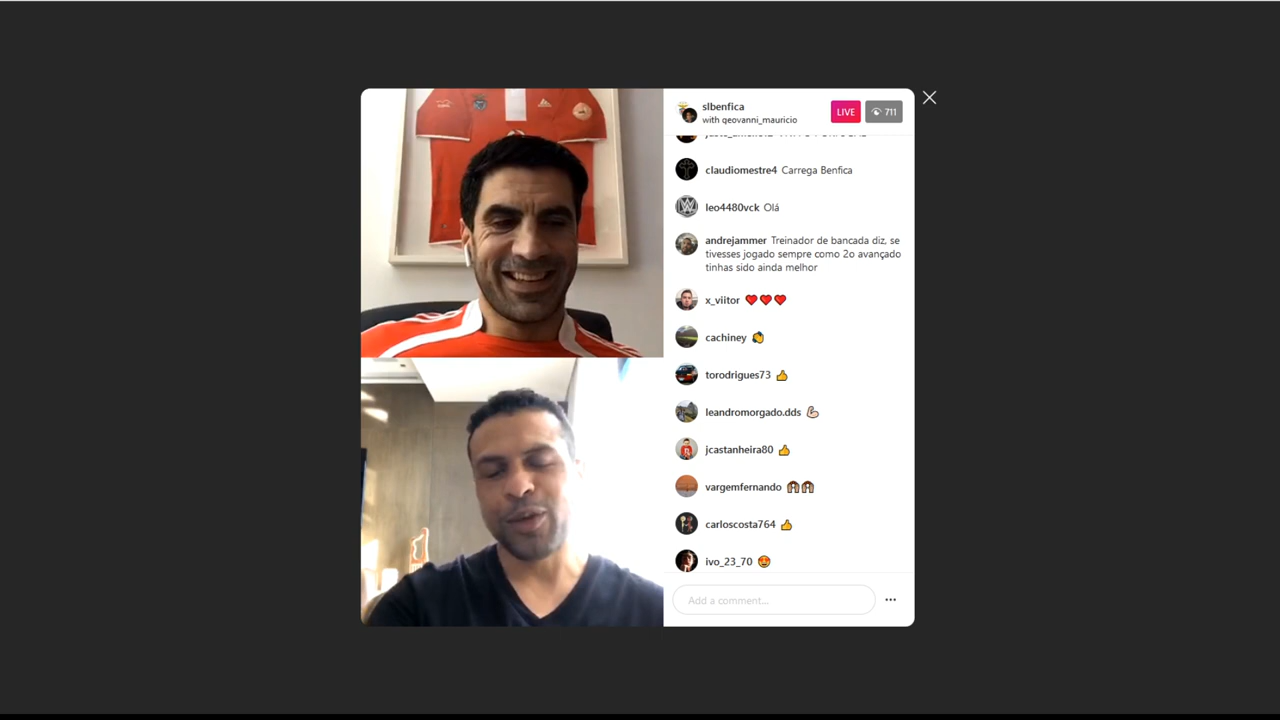 slbenfica
with geovanni_mauricio
LIVE
711
claudiomestre4 Carrega Benfica
leo4480vck Olá
andrejammer Treinador de bancada diz, se
tivesses jogado sempre como 2o avançado
tinhas sido ainda melhor
x_viitor ❤️❤️❤️
cachiney 👏
torodrigues73 👍
leandromorgado.dds 💪🏻
jcastanheira80 👍
vargemfernando 🙌🏽🙌🏽
carloscosta764 👍
ivo_23_70 😍
Add a comment...